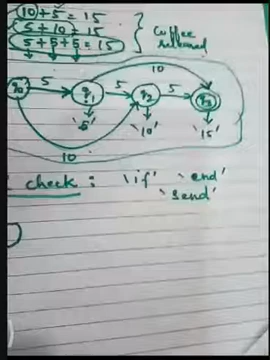 10 + 5 = 15
5 + 10 = 15
5 + 5 + 5 = 15
Coffee
released
10
q0 5 q1 5 q2 5 q3
'5' '10' '15'
10
check : 'if' 'end'
'send'